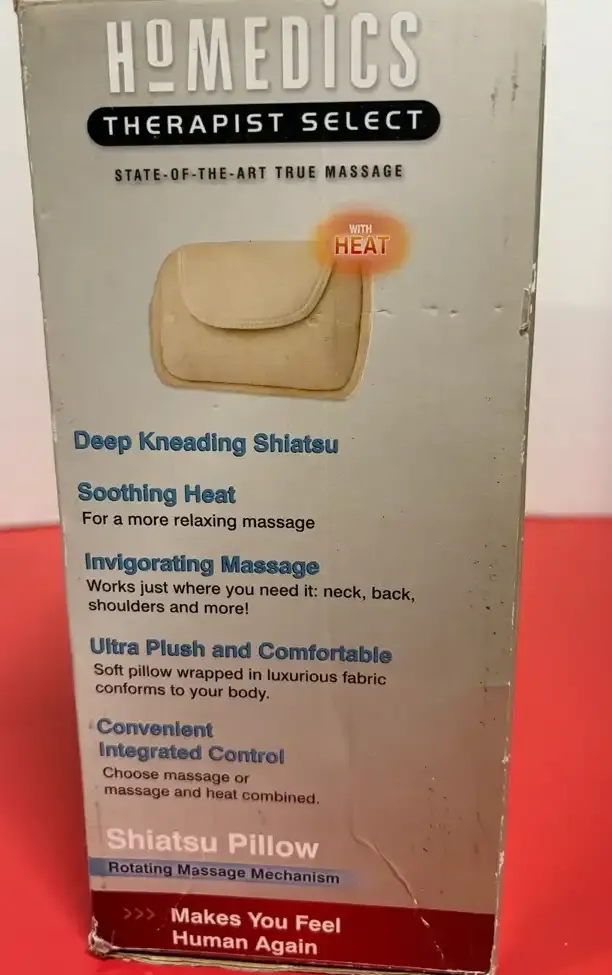 HoMEDICS
THERAPIST SELECT
STATE-OF-THE-ART TRUE MASSAGE
WITH
HEAT
Deep Kneading Shiatsu
Soothing Heat
For a more relaxing massage
Invigorating Massage
Works just where you need it: neck, back,
shoulders and more!
Ultra Plush and Comfortable
Soft pillow wrapped in luxurious fabric
conforms to your body.
Convenient
Integrated Control
Choose massage or
massage and heat combined.
Shiatsu Pillow
Rotating Massage Mechanism
>>> Makes You Feel
Human Again